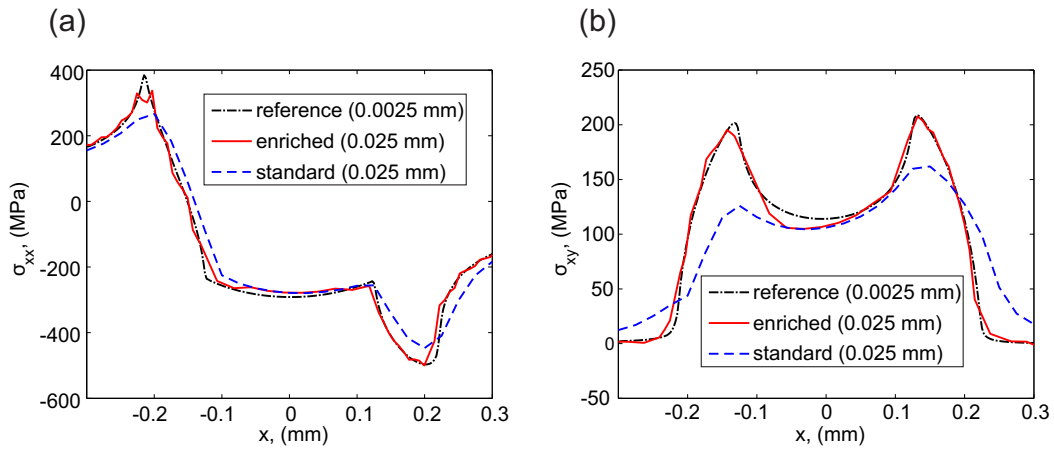 (a)
400
200
0
-200
-400
-600
σxx, (MPa)
reference (0.0025 mm)
enriched (0.025 mm)
standard (0.025 mm)
-0.2
-0.1
0
0.1
0.2
0.3
x, (mm)
(b)
250
200
150
100
50
0
-50
σxy, (MPa)
reference (0.0025 mm)
enriched (0.025 mm)
standard (0.025 mm)
-0.2
-0.1
0
0.1
0.2
0.3
x, (mm)